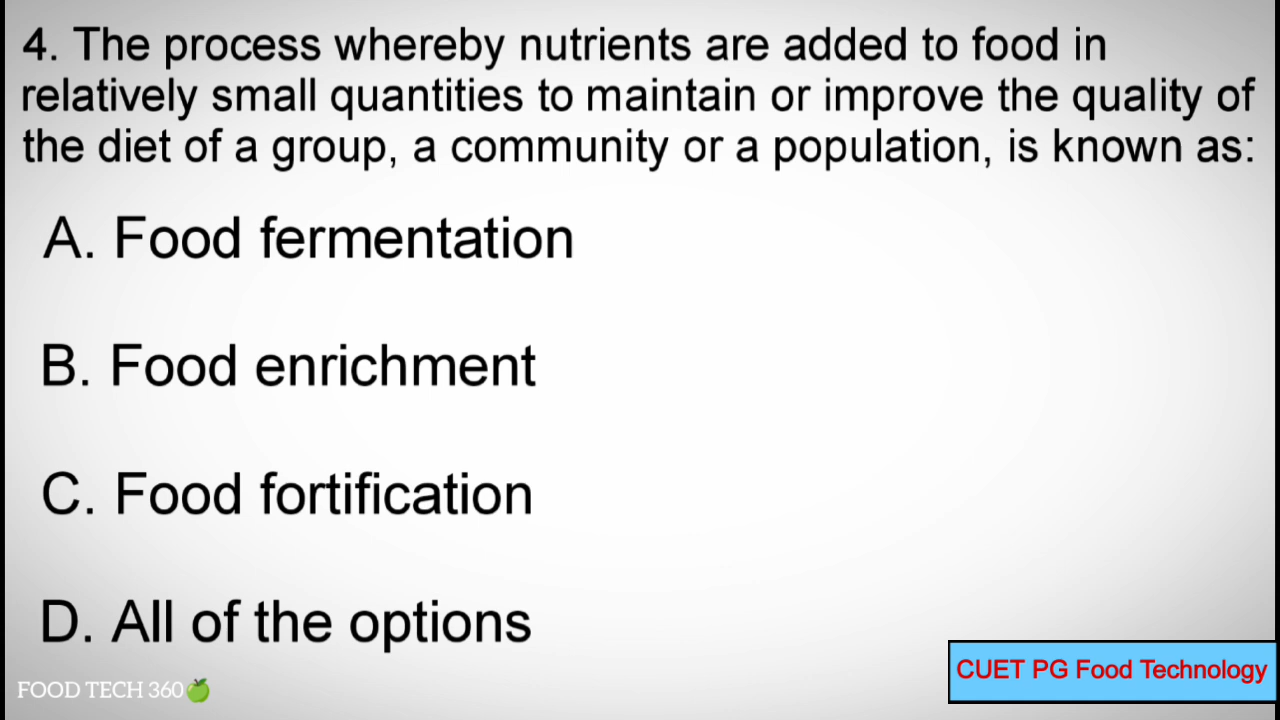 4. The process whereby nutrients are added to food in
relatively small quantities to maintain or improve the quality of
the diet of a group, a community or a population, is known as:
A. Food fermentation
B. Food enrichment
C. Food fortification
D. All of the options
CUET PG Food Technology
FOOD TECH 360